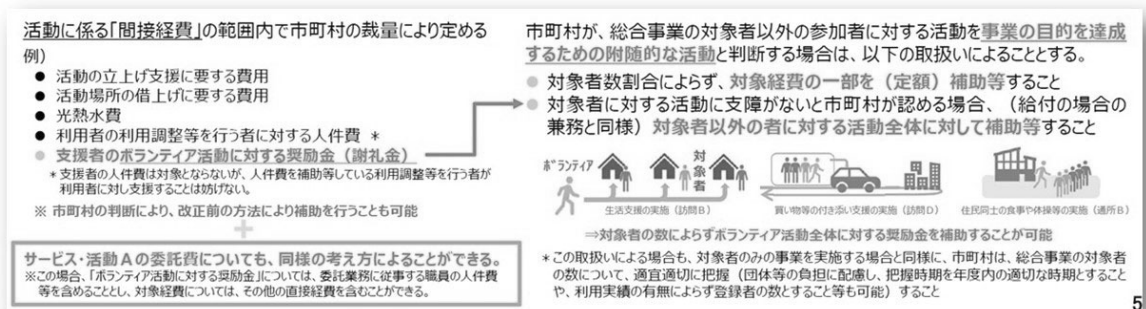 活動に係る「間接経費」の範囲内で市町村の裁量により定める
例）
● 活動の立上げ支援に要する費用
● 活動場所の借上げに要する費用
● 光熱水費
● 利用者の利用調整等を行う者に対する人件費 ＊
● 支援者のボランティア活動に対する奨励金（謝礼金）
＊支援者の人件費は対象とならないが、人件費を補助等している利用調整等を行う者が
利用者に対し支援することは妨げない。
※ 市町村の判断により、改正前の方法により補助を行うことも可能
＋
サービス・活動Ａの委託費についても、同様の考え方によることができる。
※この場合、「ボランティア活動に対する奨励金」については、委託業務に従事する職員の人件費
等を含めることとし、対象経費については、その他の直接経費を含むことができる。
市町村が、総合事業の対象者以外の参加者に対する活動を事業の目的を達成
するための附随的な活動と判断する場合は、以下の取扱いによることとする。
● 対象者数割合によらず、対象経費の一部を（定額）補助等すること
● 対象者に対する活動に支障がないと市町村が認める場合、（給付の場合の
兼務と同様）対象者以外の者に対する活動全体に対して補助等すること
ボランティア
対象者
生活支援の実施（訪問Ｂ）
買い物等の付き添い支援の実施（訪問Ｄ）
住民同士の食事や体操等の実施（通所Ｂ）
⇒対象者の数によらずボランティア活動全体に対する奨励金を補助することが可能
＊この取扱いによる場合も、対象者のみの事業を実施する場合と同様に、市町村は、総合事業の対象者
の数について、適宜適切に把握（団体等の負担に配慮し、把握時期を年度内の適切な時期とすること
や、利用実績の有無によらず登録者の数とすること等も可能）すること
5